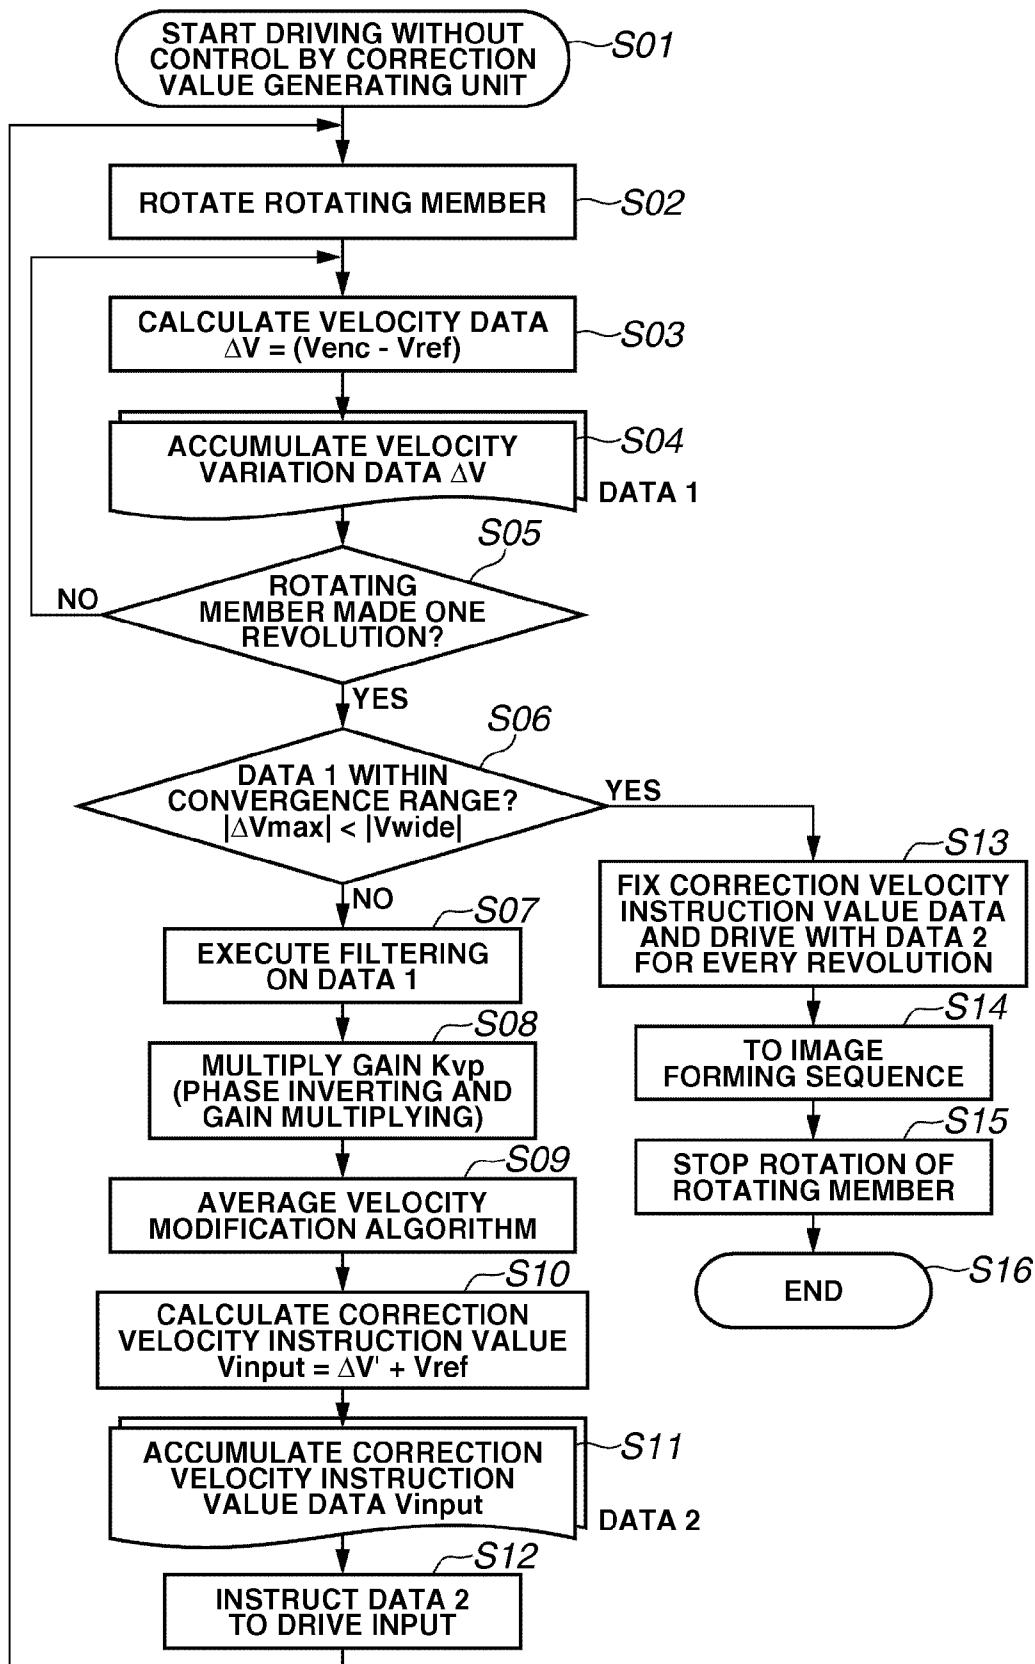 START DRIVING WITHOUT
CONTROL BY CORRECTION
VALUE GENERATING UNIT
S01
ROTATE ROTATING MEMBER
S02
CALCULATE VELOCITY DATA
ΔV = (Venc - Vref)
S03
ACCUMULATE VELOCITY
VARIATION DATA ΔV
S04
DATA 1
S05
ROTATING
MEMBER MADE ONE
REVOLUTION?
NO
YES
S06
DATA 1 WITHIN
CONVERGENCE RANGE?
|ΔVmax| < |Vwide|
YES
NO
S07
EXECUTE FILTERING
ON DATA 1
S08
MULTIPLY GAIN Kvp
(PHASE INVERTING AND
GAIN MULTIPLYING)
S09
AVERAGE VELOCITY
MODIFICATION ALGORITHM
S10
CALCULATE CORRECTION
VELOCITY INSTRUCTION VALUE
Vinput = ΔV' + Vref
ACCUMULATE CORRECTION
VELOCITY INSTRUCTION
VALUE DATA Vinput
S11
DATA 2
S12
INSTRUCT DATA 2
TO DRIVE INPUT
S13
FIX CORRECTION VELOCITY
INSTRUCTION VALUE DATA
AND DRIVE WITH DATA 2
FOR EVERY REVOLUTION
S14
TO IMAGE
FORMING SEQUENCE
S15
STOP ROTATION OF
ROTATING MEMBER
END
S16